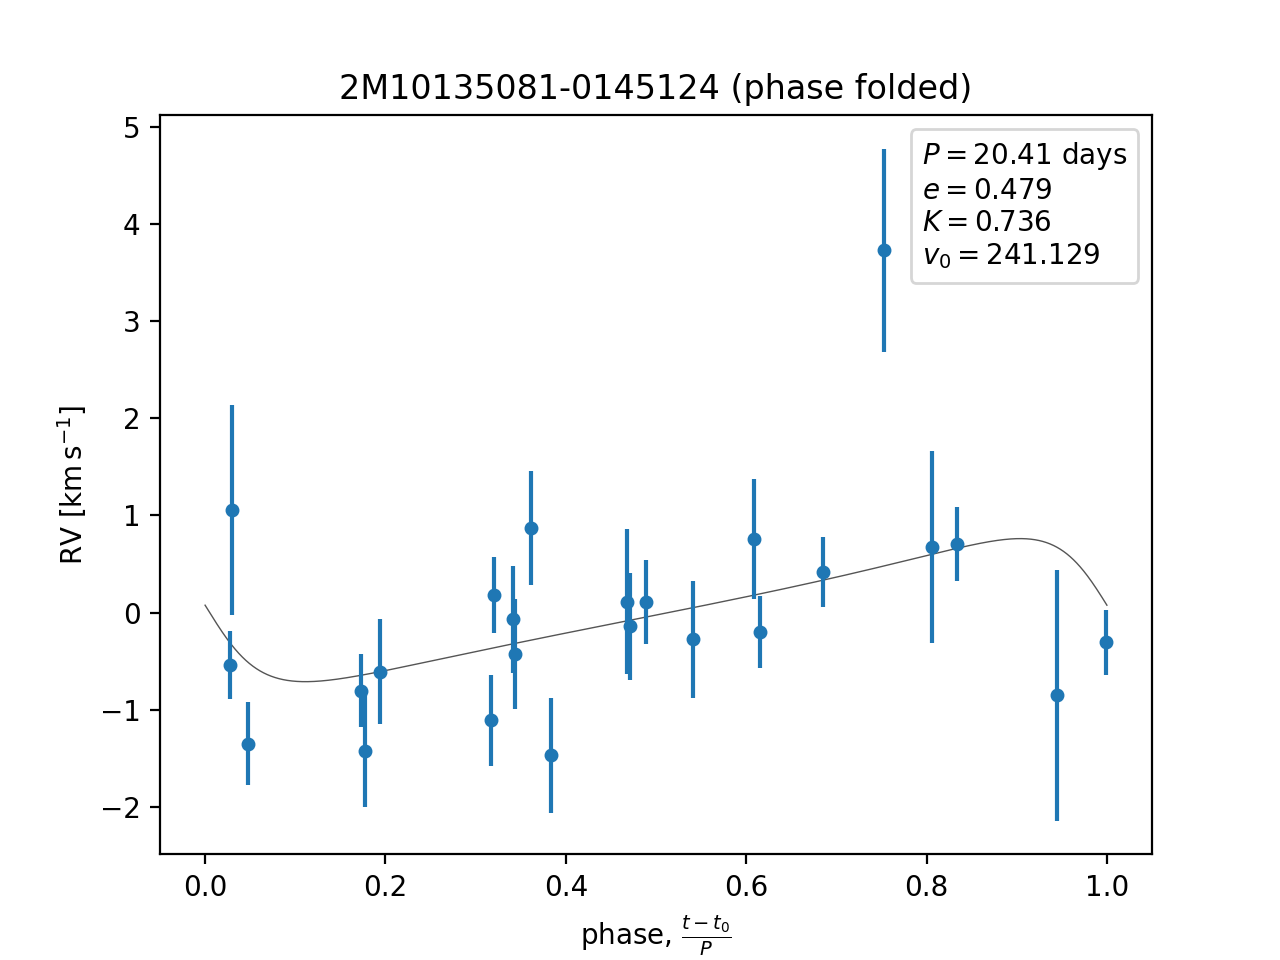 2M10135081-0145124 (phase folded)
P = 20.41 days
e = 0.479
K = 0.736
v₀ = 241.129
RV [km s⁻¹]
5
4
3
2
1
0
−1
−2
0.0 0.2 0.4 0.6 0.8 1.0
phase, (t − t₀)/P